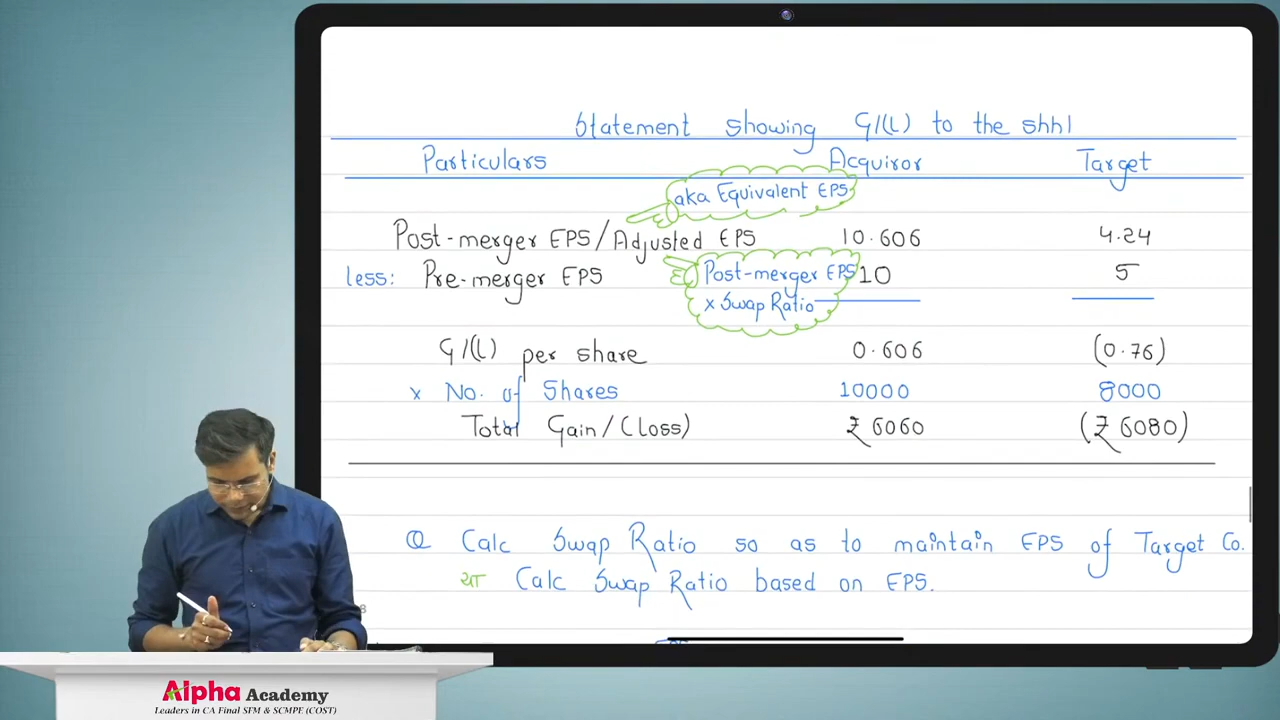 Statement showing G/(L) to the shhl
Particulars Acquiror Target
aka Equivalent EPS
Post-merger EPS/Adjusted EPS 10.606 4.24
less: Pre-merger EPS 10 5
Post-merger EPS
x Swap Ratio
G/(L) per share 0.606 (0.76)
x No. of Shares 10000 8000
Total Gain/(loss) ₹6060 (₹6080)
Q Calc Swap Ratio so as to maintain EPS of Target Co.
या Calc Swap Ratio based on EPS.
Alpha Academy
Leaders in CA Final SFM & SCMPE (COST)